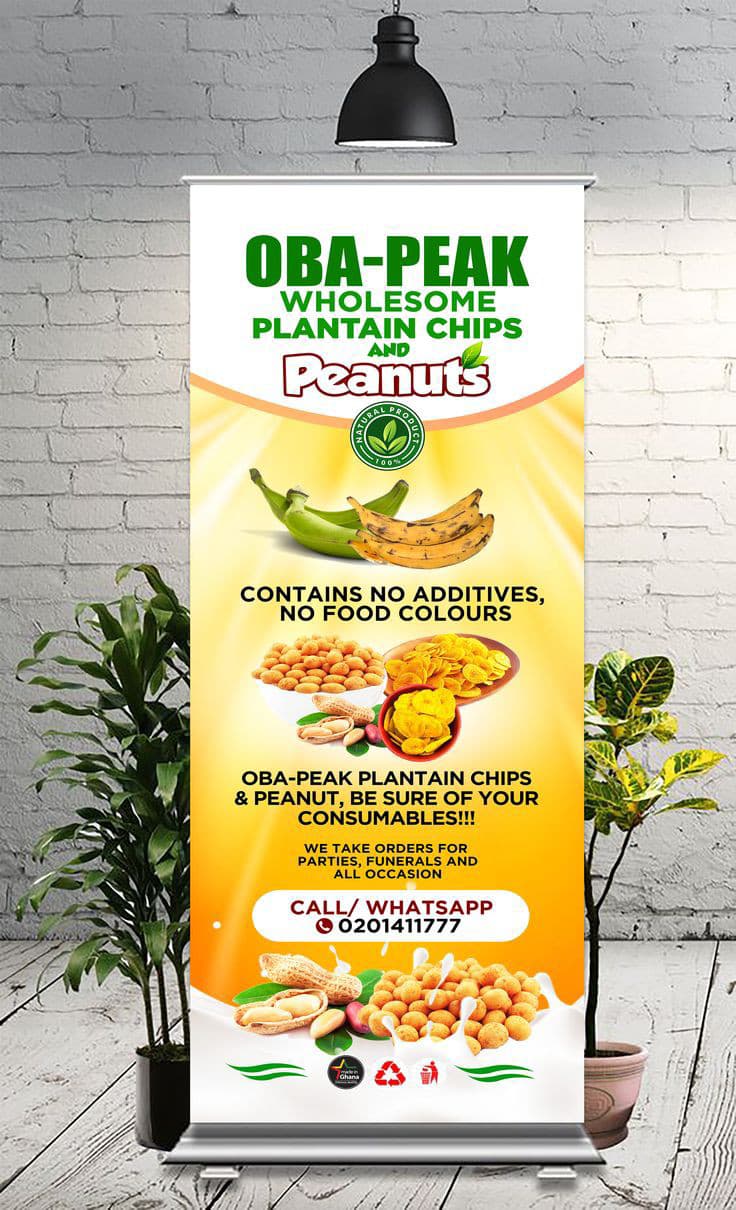 OBA-PEAK
WHOLESOME
PLANTAIN CHIPS
AND
Peanuts
NATURAL PRODUCT
100%
CONTAINS NO ADDITIVES,
NO FOOD COLOURS
OBA-PEAK PLANTAIN CHIPS
& PEANUT, BE SURE OF YOUR
CONSUMABLES!!!
WE TAKE ORDERS FOR
PARTIES, FUNERALS AND
ALL OCCASION
CALL/ WHATSAPP
0201411777
made in
Ghana